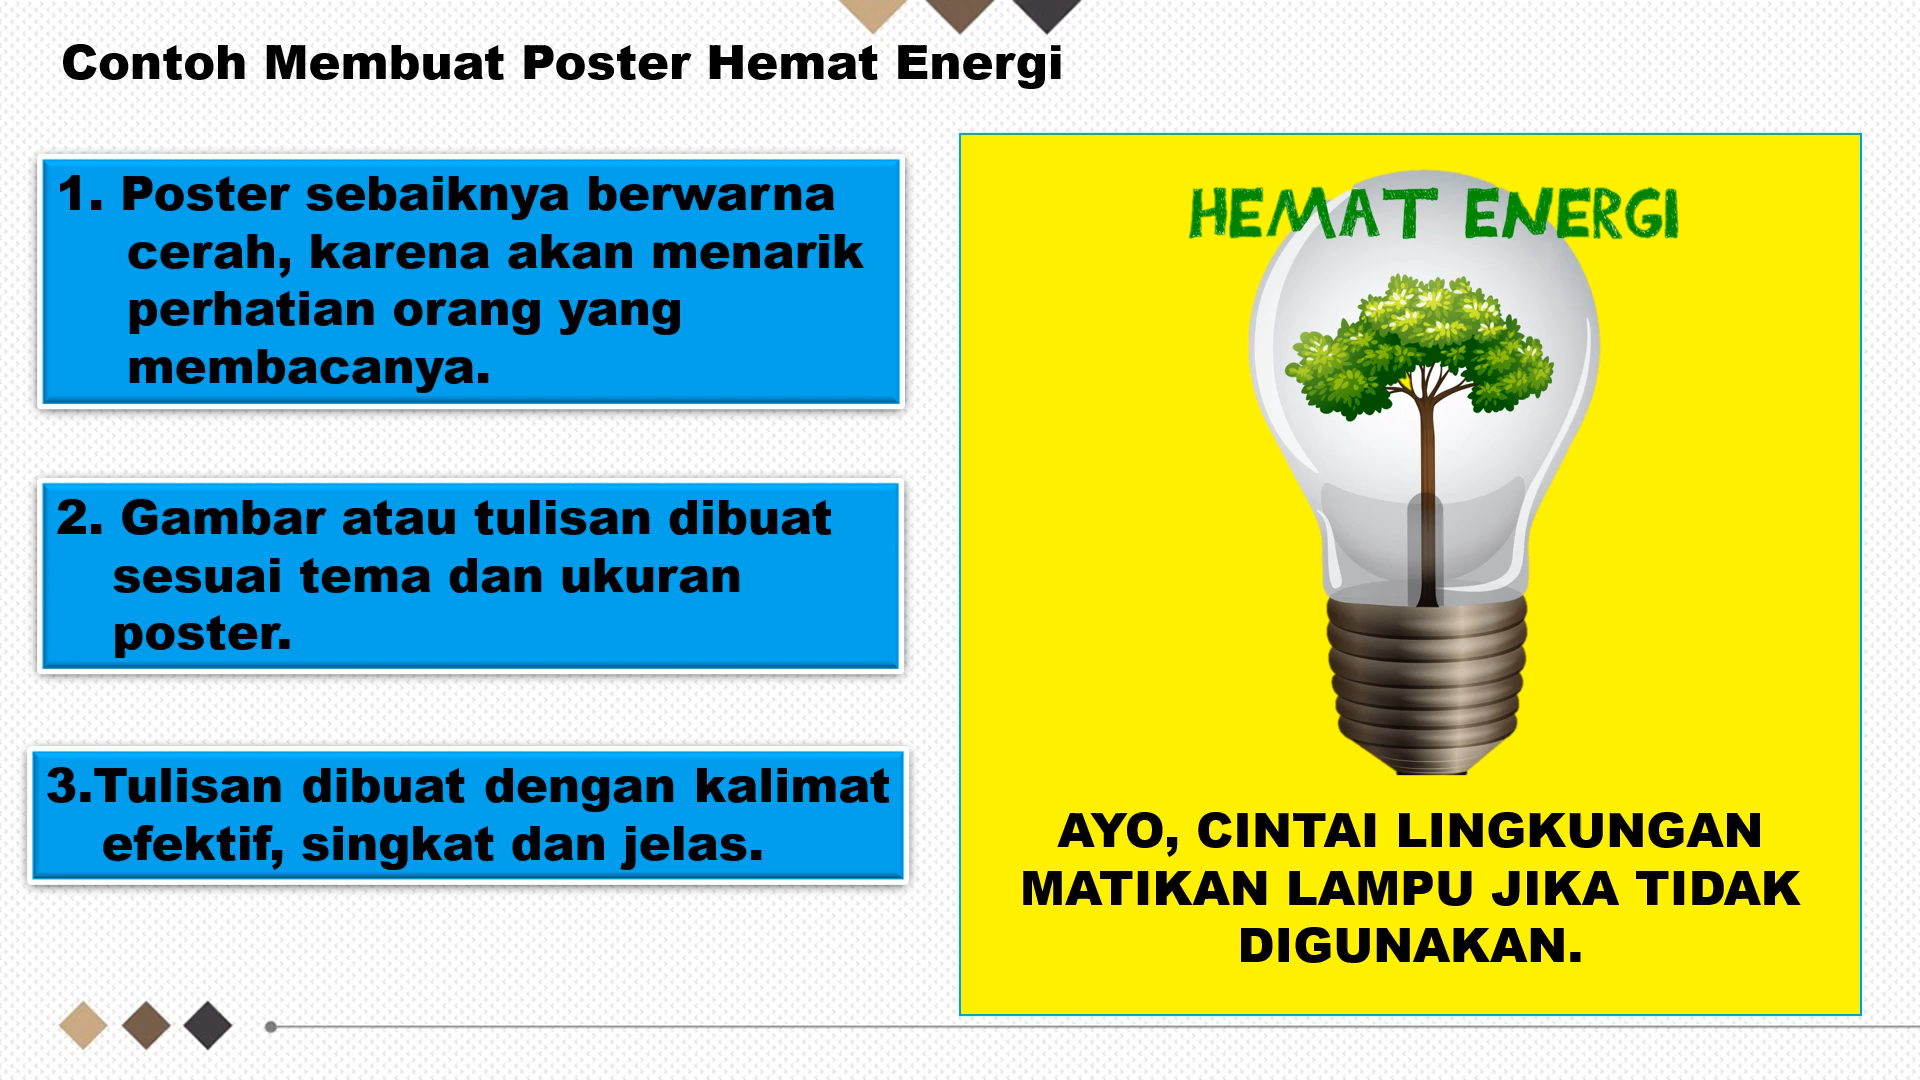 Contoh Membuat Poster Hemat Energi
1. Poster sebaiknya berwarna
cerah, karena akan menarik
perhatian orang yang
membacanya.
2. Gambar atau tulisan dibuat
sesuai tema dan ukuran
poster.
3.Tulisan dibuat dengan kalimat
efektif, singkat dan jelas.
HEMAT ENERGI
AYO, CINTAI LINGKUNGAN
MATIKAN LAMPU JIKA TIDAK
DIGUNAKAN.